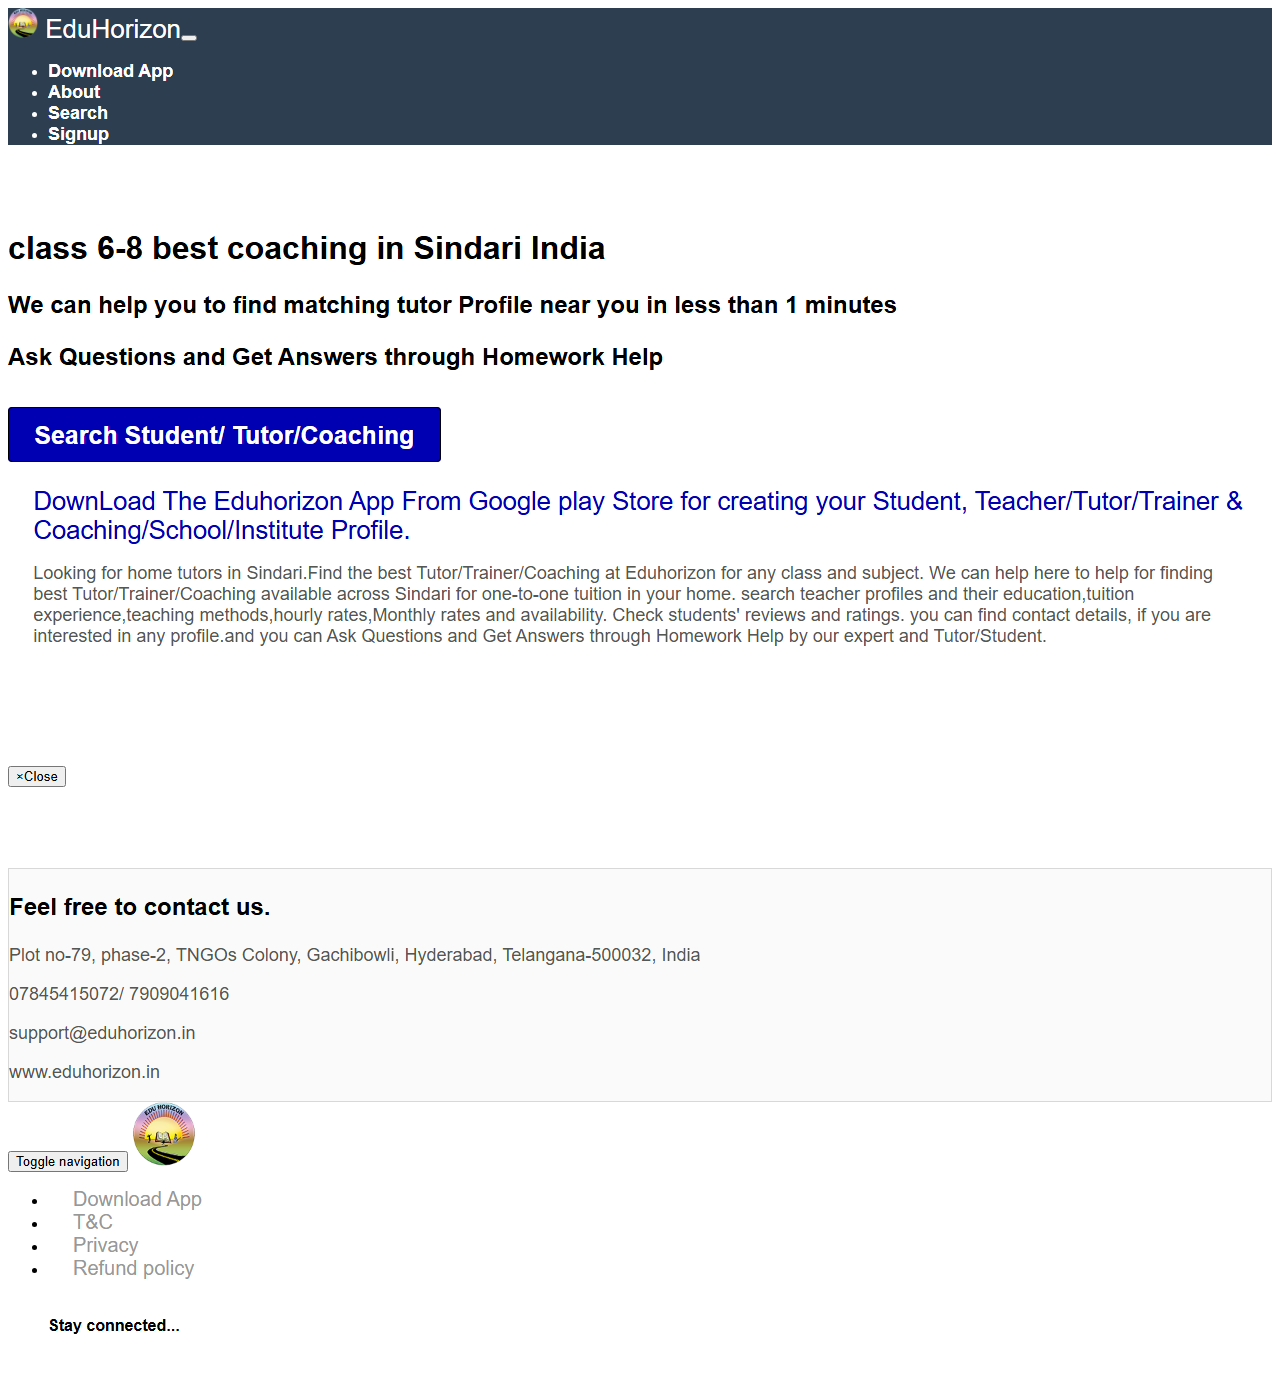 EduHorizon
Download App
About
Search
Signup
class 6-8 best coaching in Sindari India
We can help you to find matching tutor Profile near you in less than 1 minutes
Ask Questions and Get Answers through Homework Help
Search Student/ Tutor/Coaching
DownLoad The Eduhorizon App From Google play Store for creating your Student, Teacher/Tutor/Trainer &
Coaching/School/Institute Profile.
Looking for home tutors in Sindari.Find the best Tutor/Trainer/Coaching at Eduhorizon for any class and subject. We can help here to help for finding
best Tutor/Trainer/Coaching available across Sindari for one-to-one tuition in your home. search teacher profiles and their education,tuition
experience,teaching methods,hourly rates,Monthly rates and availability. Check students' reviews and ratings. you can find contact details, if you are
interested in any profile.and you can Ask Questions and Get Answers through Homework Help by our expert and Tutor/Student.
×Close
Feel free to contact us.
Plot no-79, phase-2, TNGOs Colony, Gachibowli, Hyderabad, Telangana-500032, India
07845415072/ 7909041616
support@eduhorizon.in
www.eduhorizon.in
EDU HORIZON
Toggle navigation
Download App
T&C
Privacy
Refund policy
Stay connected...